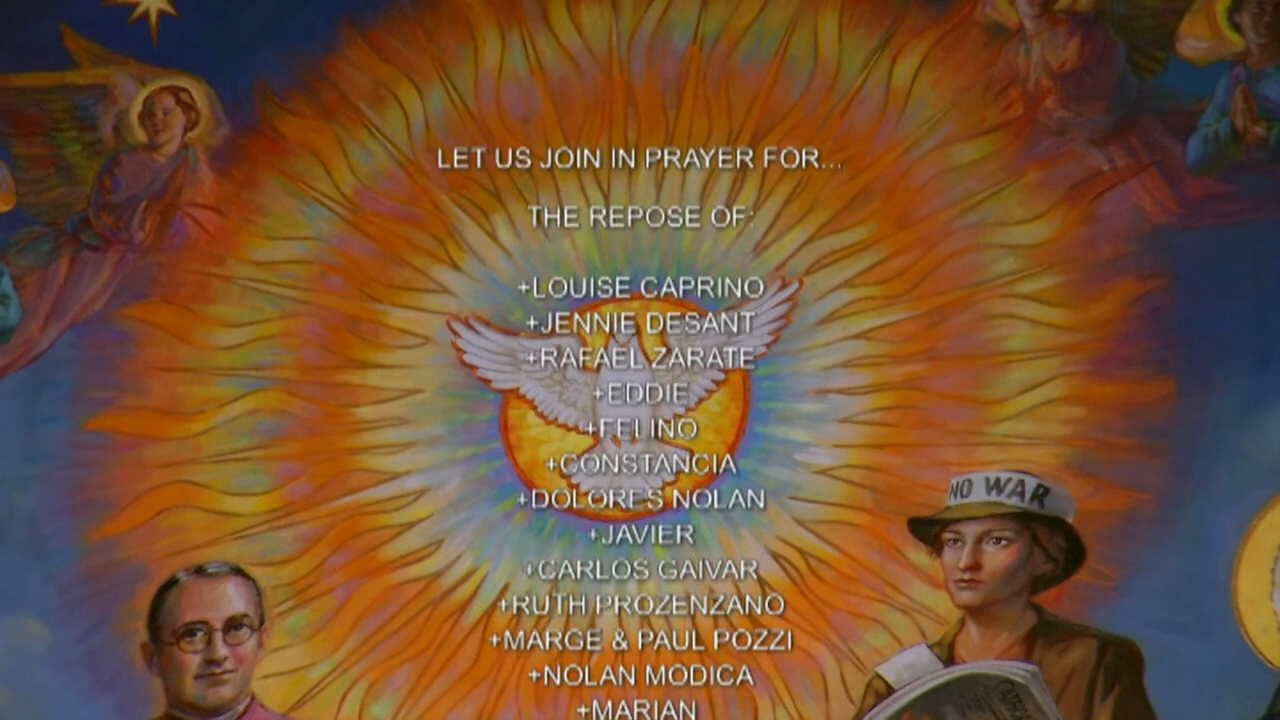 LET US JOIN IN PRAYER FOR...
THE REPOSE OF:
+LOUISE CAPRINO
+JENNIE DESANT
+RAFAEL ZARATE
+EDDIE
+FELINO
+CONSTANCIA
+DOLORES NOLAN
+JAVIER
+CARLOS GAIVAR
+RUTH PROZENZANO
+MARGE & PAUL POZZI
+NOLAN MODICA
+MARIAN
NO WAR